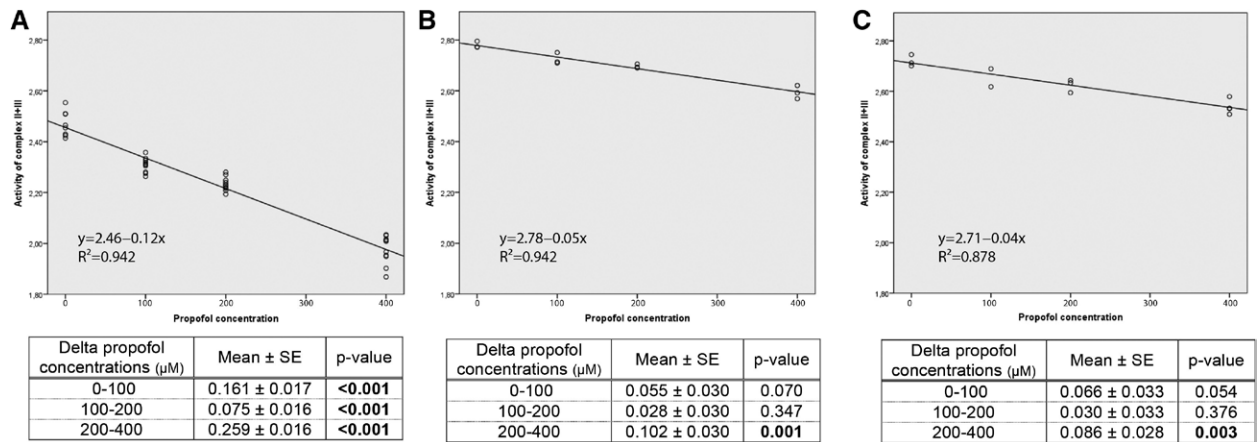 A
Activity of complex II+III
2,80
2,60
2,40
2,20
2,00
1,80
y=2.46–0.12x
R²=0.942
0 100 200 300 400
Propofol concentration
Delta propofol concentrations (µM) Mean ± SE p-value
0-100 0.161 ± 0.017 <0.001
100-200 0.075 ± 0.016 <0.001
200-400 0.259 ± 0.016 <0.001
B
Activity of complex II+III
2,80
2,60
2,40
2,20
2,00
1,80
y=2.78–0.05x
R²=0.942
0 100 200 300 400
Propofol concentration
Delta propofol concentrations (µM) Mean ± SE p-value
0-100 0.055 ± 0.030 0.070
100-200 0.028 ± 0.030 0.347
200-400 0.102 ± 0.030 0.001
C
Activity of complex II+III
2,80
2,60
2,40
2,20
2,00
1,80
y=2.71–0.04x
R²=0.878
0 100 200 300 400
Propofol concentration
Delta propofol concentrations (µM) Mean ± SE p-value
0-100 0.066 ± 0.033 0.054
100-200 0.030 ± 0.033 0.376
200-400 0.086 ± 0.028 0.003